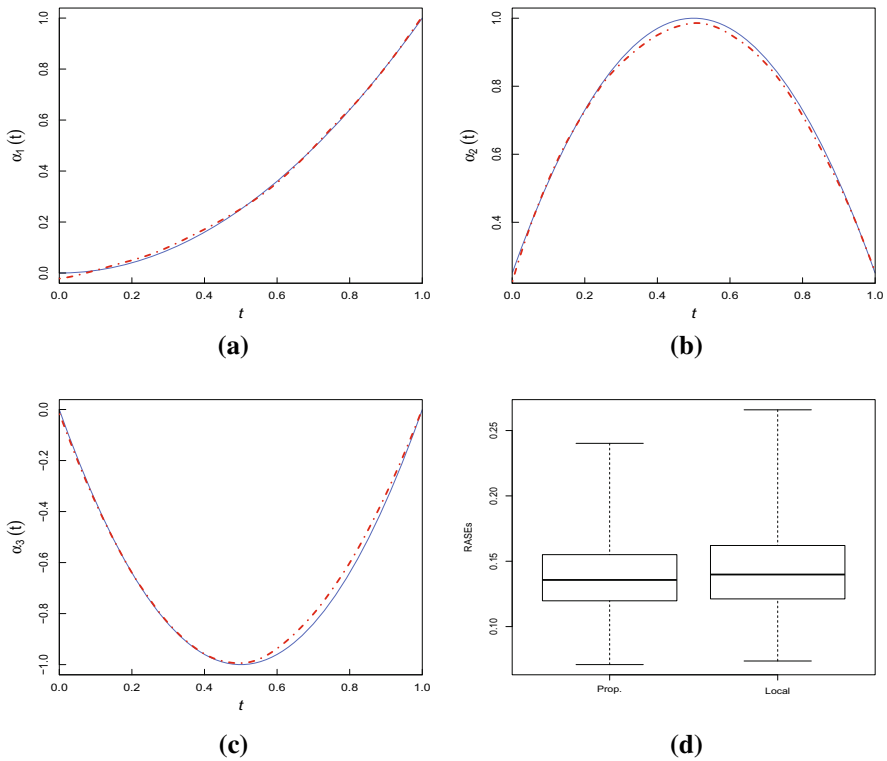 α1 (t)
0.0 0.2 0.4 0.6 0.8 1.0
0.0 0.2 0.4 0.6 0.8 1.0
t
(a)
α2 (t)
0.4 0.6 0.8 1.0
0.0 0.2 0.4 0.6 0.8 1.0
t
(b)
α3 (t)
−1.0 −0.8 −0.6 −0.4 −0.2 0.0
0.0 0.2 0.4 0.6 0.8 1.0
t
(c)
RASEs
0.10 0.15 0.20 0.25
Prop. Local
(d)